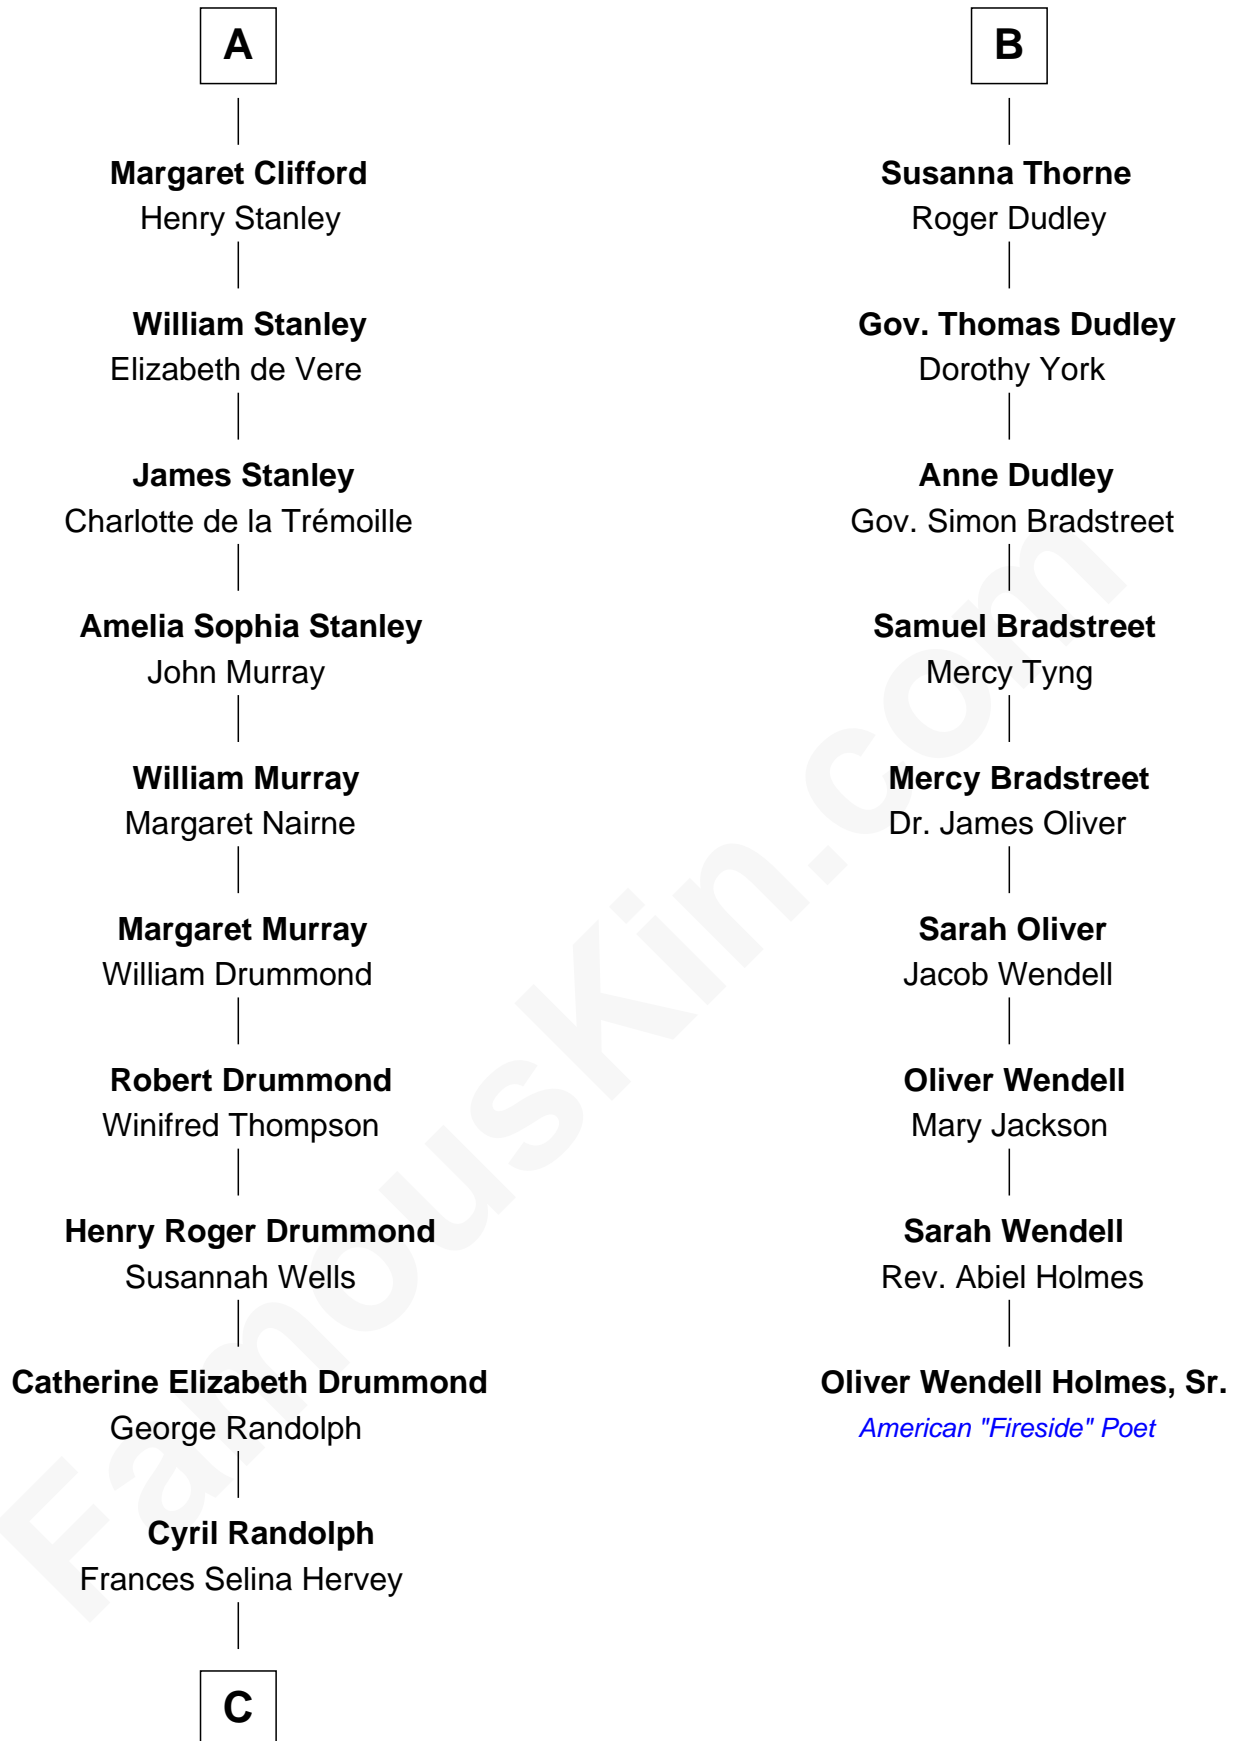 A
Margaret Clifford
Henry Stanley
William Stanley
Elizabeth de Vere
James Stanley
Charlotte de la Trémoille
Amelia Sophia Stanley
John Murray
William Murray
Margaret Nairne
Margaret Murray
William Drummond
Robert Drummond
Winifred Thompson
Henry Roger Drummond
Susannah Wells
Catherine Elizabeth Drummond
George Randolph
Cyril Randolph
Frances Selina Hervey
C
B
Susanna Thorne
Roger Dudley
Gov. Thomas Dudley
Dorothy York
Anne Dudley
Gov. Simon Bradstreet
Samuel Bradstreet
Mercy Tyng
Mercy Bradstreet
Dr. James Oliver
Sarah Oliver
Jacob Wendell
Oliver Wendell
Mary Jackson
Sarah Wendell
Rev. Abiel Holmes
Oliver Wendell Holmes, Sr.
American "Fireside" Poet
FamousKin.com